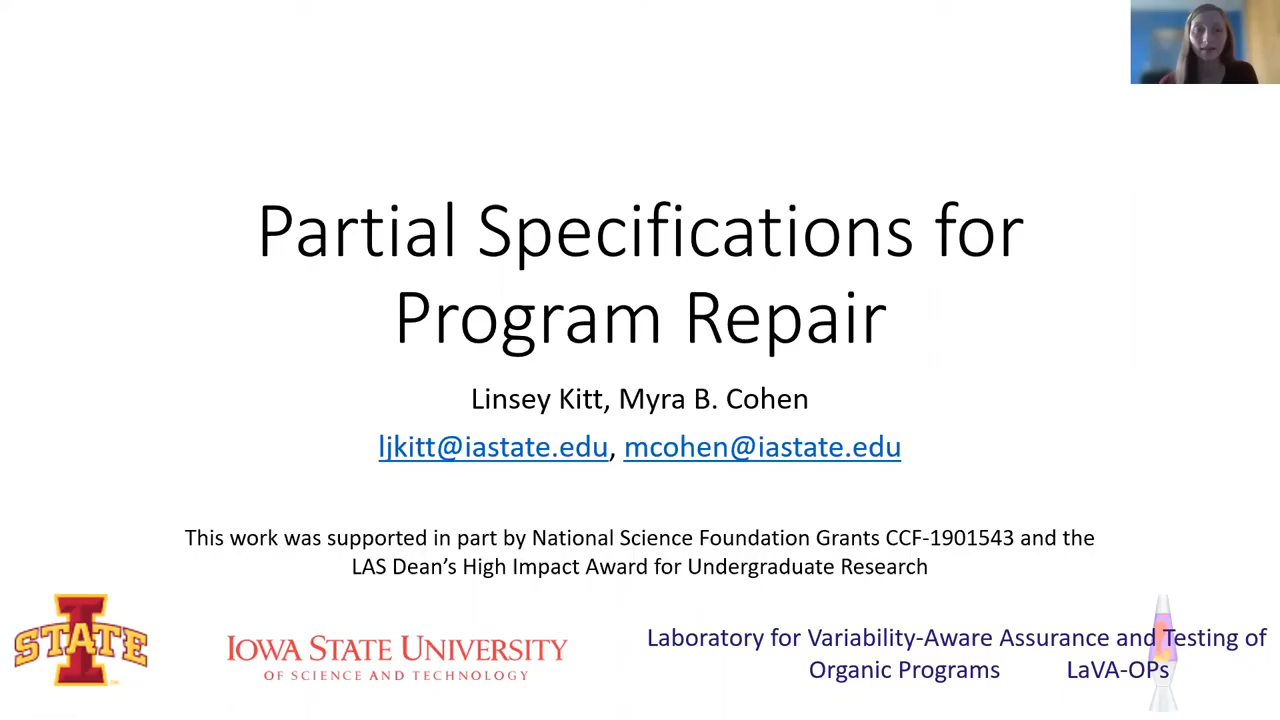 Partial Specifications for
Program Repair
Linsey Kitt, Myra B. Cohen
ljkitt@iastate.edu, mcohen@iastate.edu
This work was supported in part by National Science Foundation Grants CCF-1901543 and the
LAS Dean’s High Impact Award for Undergraduate Research
STATE
IOWA STATE UNIVERSITY
OF SCIENCE AND TECHNOLOGY
Laboratory for Variability-Aware Assurance and Testing of
Organic Programs LaVA-OPs